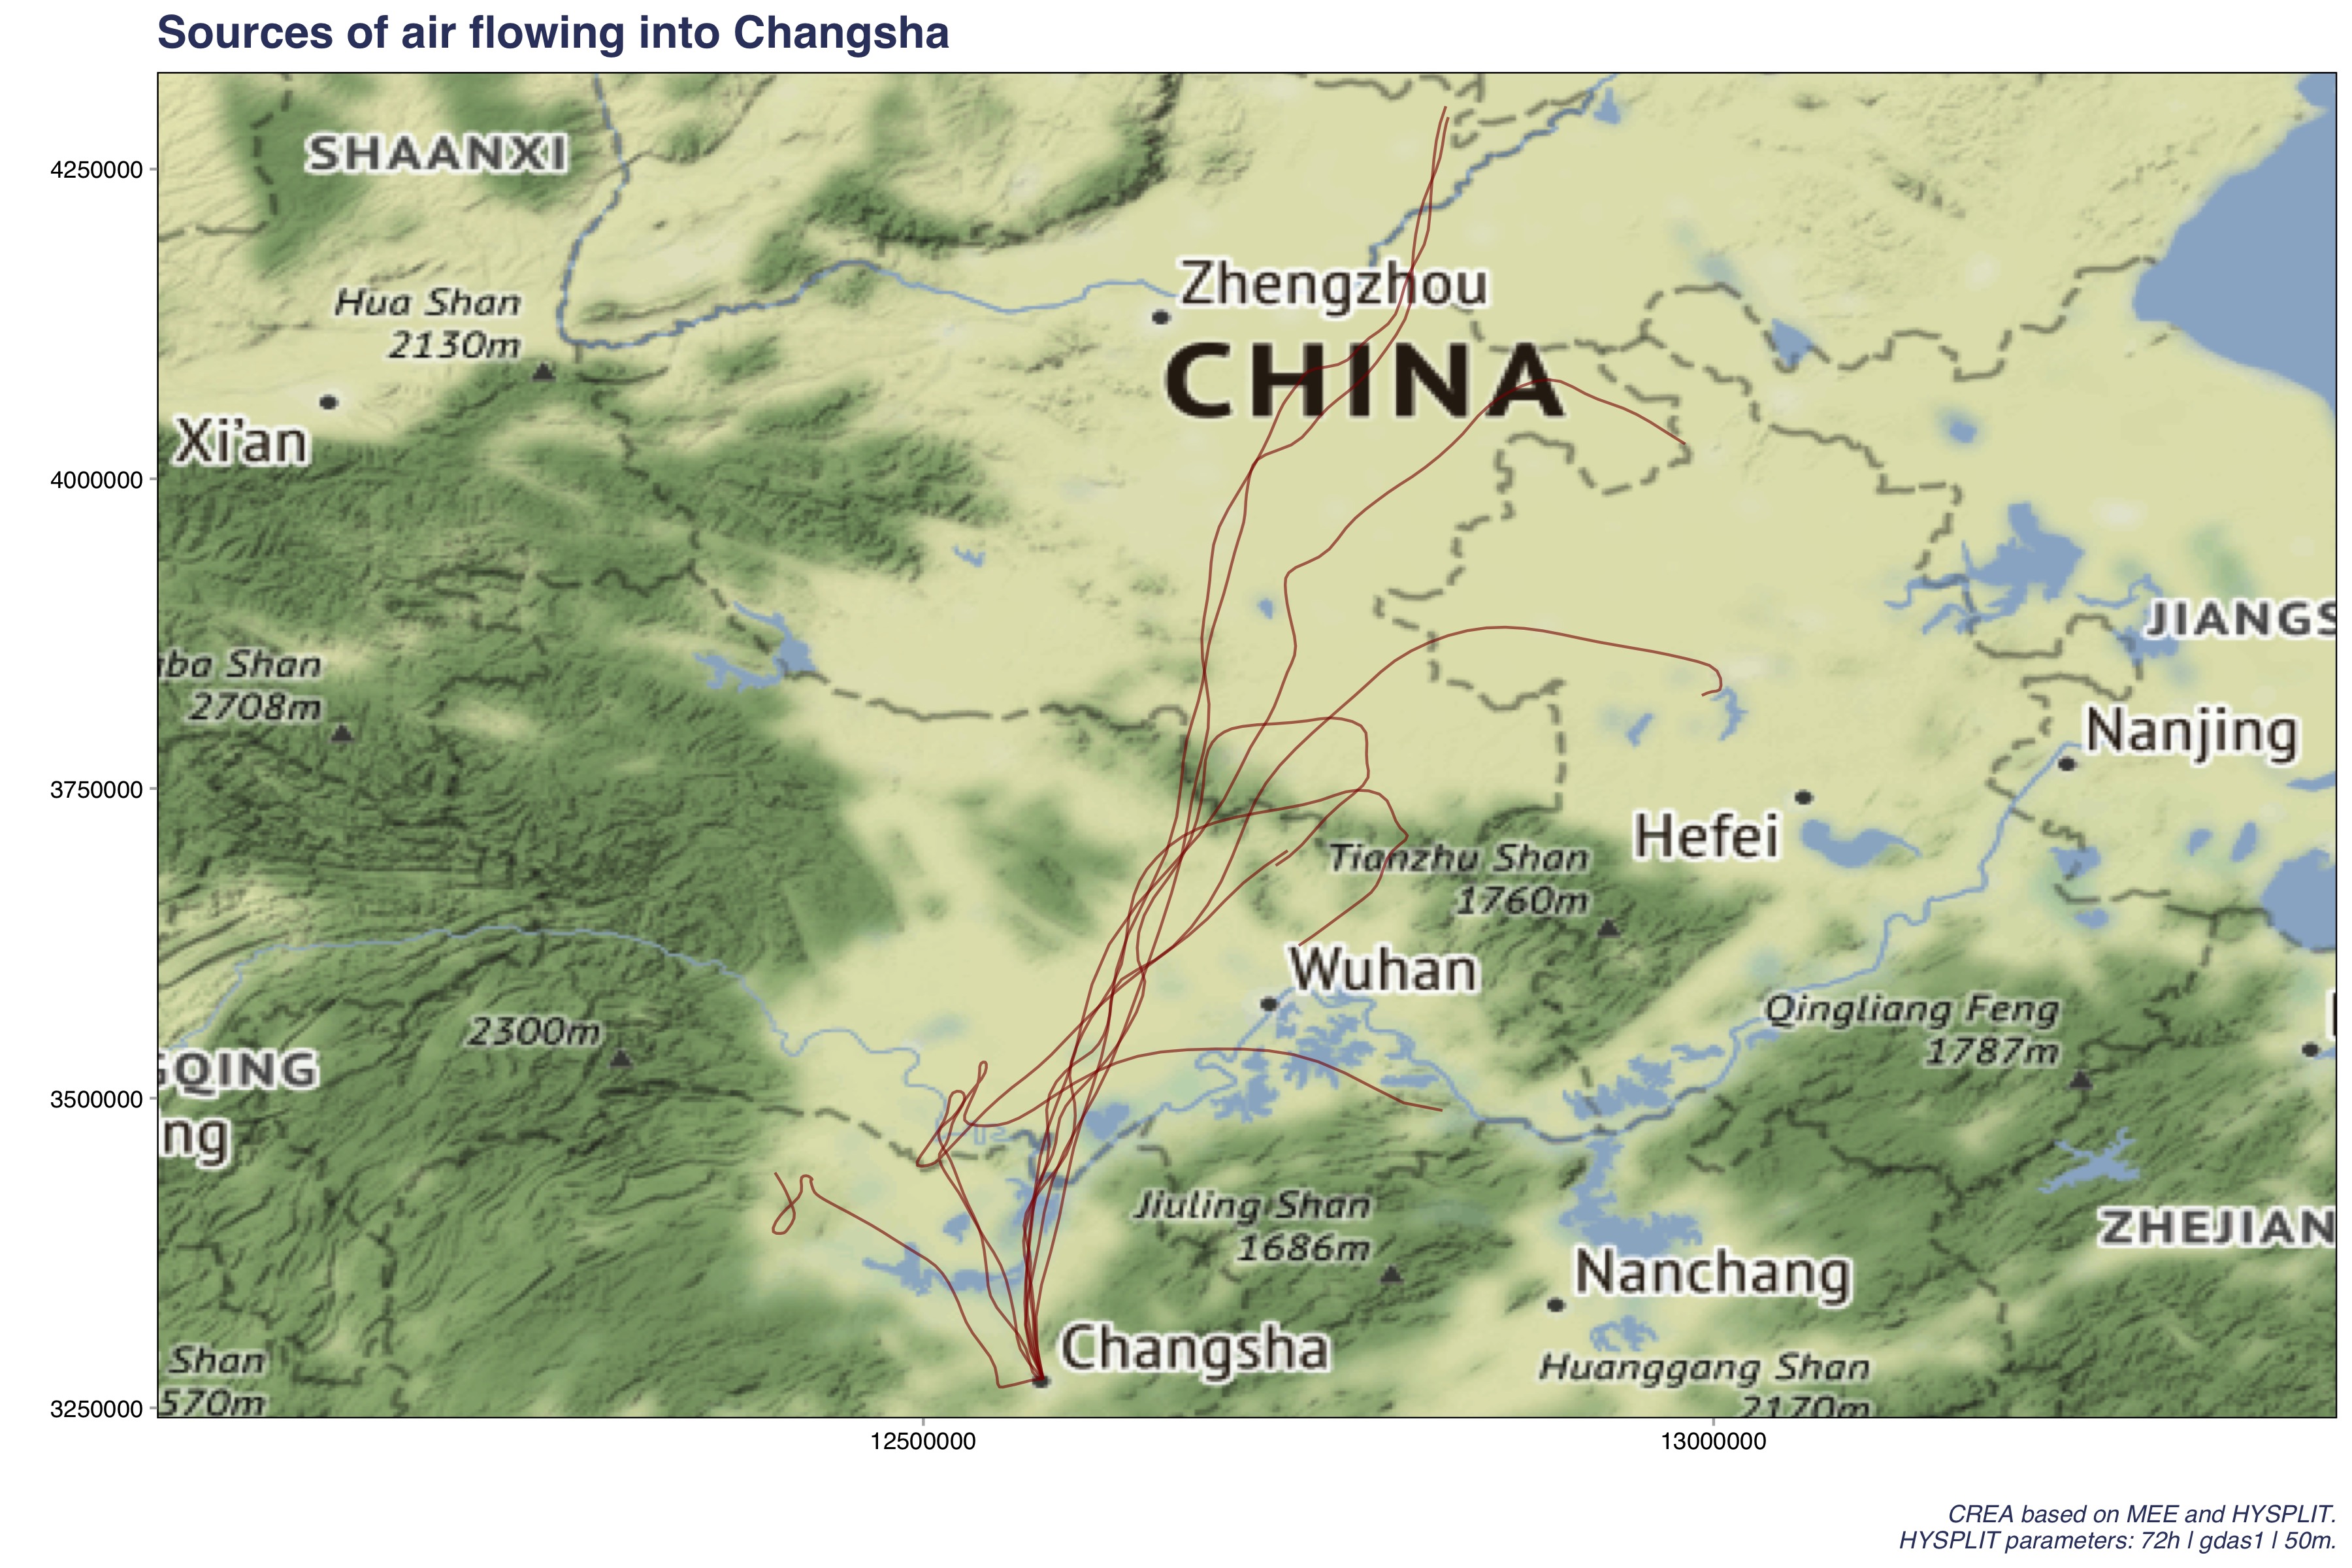 Sources of air flowing into Changsha
4250000
4000000
3750000
3500000
3250000
12500000
13000000
SHAANXI
Hua Shan
2130m
Zhengzhou
CHINA
Xi'an
JIANGS
ba Shan
2708m
Nanjing
Hefei
Tianzhu Shan
1760m
Wuhan
Qingliang Feng
1787m
2300m
GQING
ng
Jiuling Shan
1686m
ZHEJIAN
Nanchang
Changsha
Shan
570m
Huanggang Shan
2170m
CREA based on MEE and HYSPLIT.
HYSPLIT parameters: 72h | gdas1 | 50m.